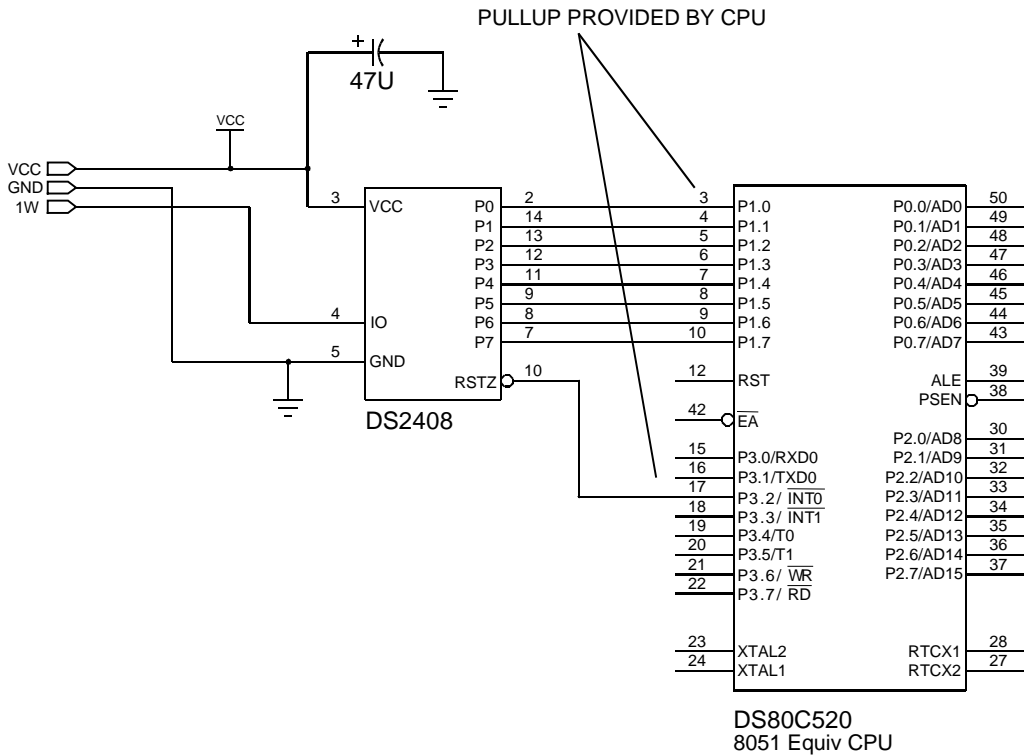 PULLUP PROVIDED BY CPU
+
47U
VCC
VCC
GND
1W
3
VCC
4
IO
5
GND
P0 2
P1 14
P2 13
P3 12
P4 11
P5 9
P6 8
P7 7
RSTZ 10
DS2408
3 P1.0
4 P1.1
5 P1.2
6 P1.3
7 P1.4
8 P1.5
9 P1.6
10 P1.7
12 RST
42 EA
15 P3.0/RXD0
16 P3.1/TXD0
17 P3.2/ INT0
18 P3.3/ INT1
19 P3.4/T0
20 P3.5/T1
21 P3.6/ WR
22 P3.7/ RD
23 XTAL2
24 XTAL1
P0.0/AD0 50
P0.1/AD1 49
P0.2/AD2 48
P0.3/AD3 47
P0.4/AD4 46
P0.5/AD5 45
P0.6/AD6 44
P0.7/AD7 43
ALE 39
PSEN 38
P2.0/AD8 30
P2.1/AD9 31
P2.2/AD10 32
P2.3/AD11 33
P2.4/AD12 34
P2.5/AD13 35
P2.6/AD14 36
P2.7/AD15 37
RTCX1 28
RTCX2 27
DS80C520
8051 Equiv CPU